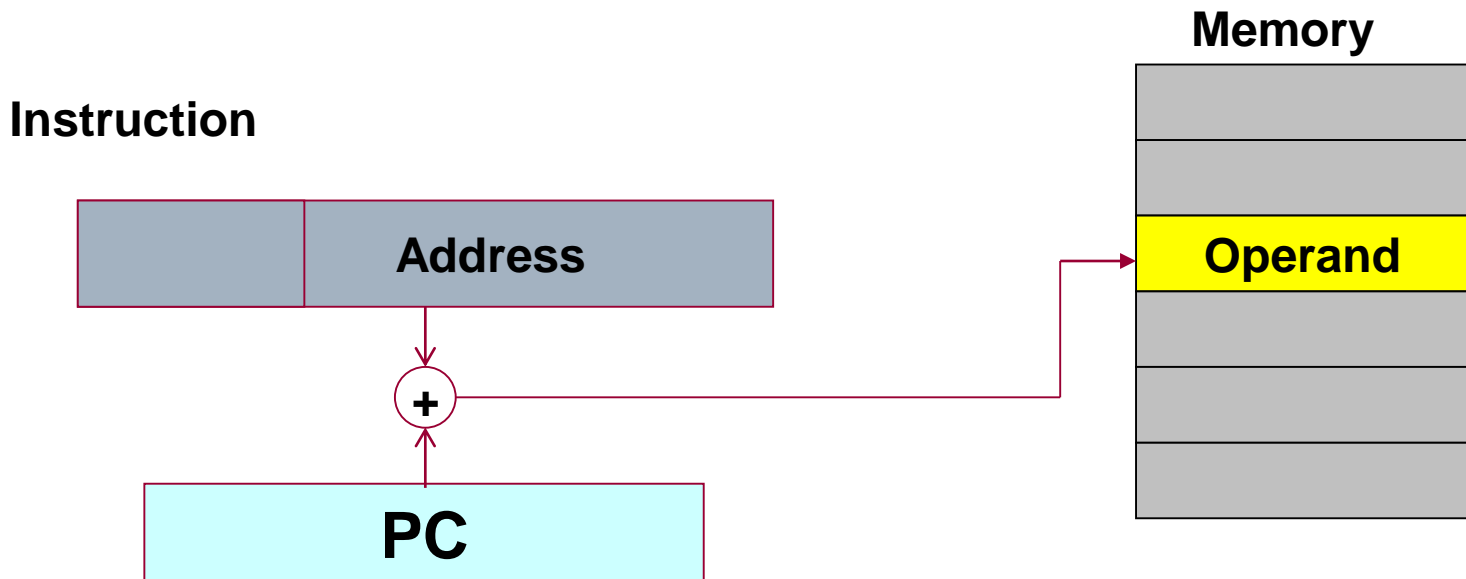 Memory
Instruction
Address
Operand
+
PC